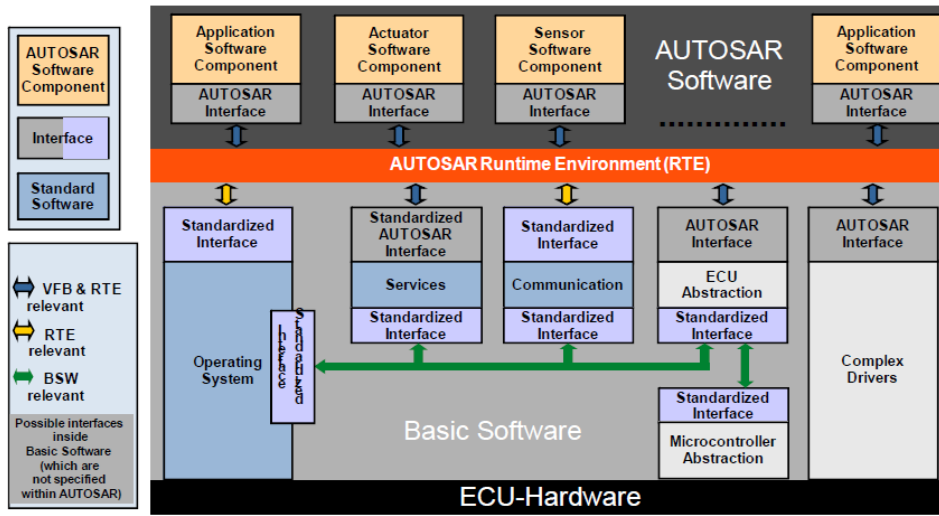 AUTOSAR
Software
Component
Interface
Standard
Software
VFB & RTE
relevant
RTE
relevant
BSW
relevant
Possible interfaces
inside
Basic Software
(which are
not specified
within AUTOSAR)
Application
Software
Component
AUTOSAR
Interface
Actuator
Software
Component
AUTOSAR
Interface
Sensor
Software
Component
AUTOSAR
Interface
AUTOSAR
Software
Application
Software
Component
AUTOSAR
Interface
AUTOSAR Runtime Environment (RTE)
Standardized
Interface
Operating
System
Standardized
Interface
Standardized
AUTOSAR
Interface
Services
Standardized
Interface
Standardized
Interface
Communication
Standardized
Interface
AUTOSAR
Interface
ECU
Abstraction
Standardized
Interface
Standardized
Interface
Microcontroller
Abstraction
AUTOSAR
Interface
Complex
Drivers
Basic Software
ECU-Hardware